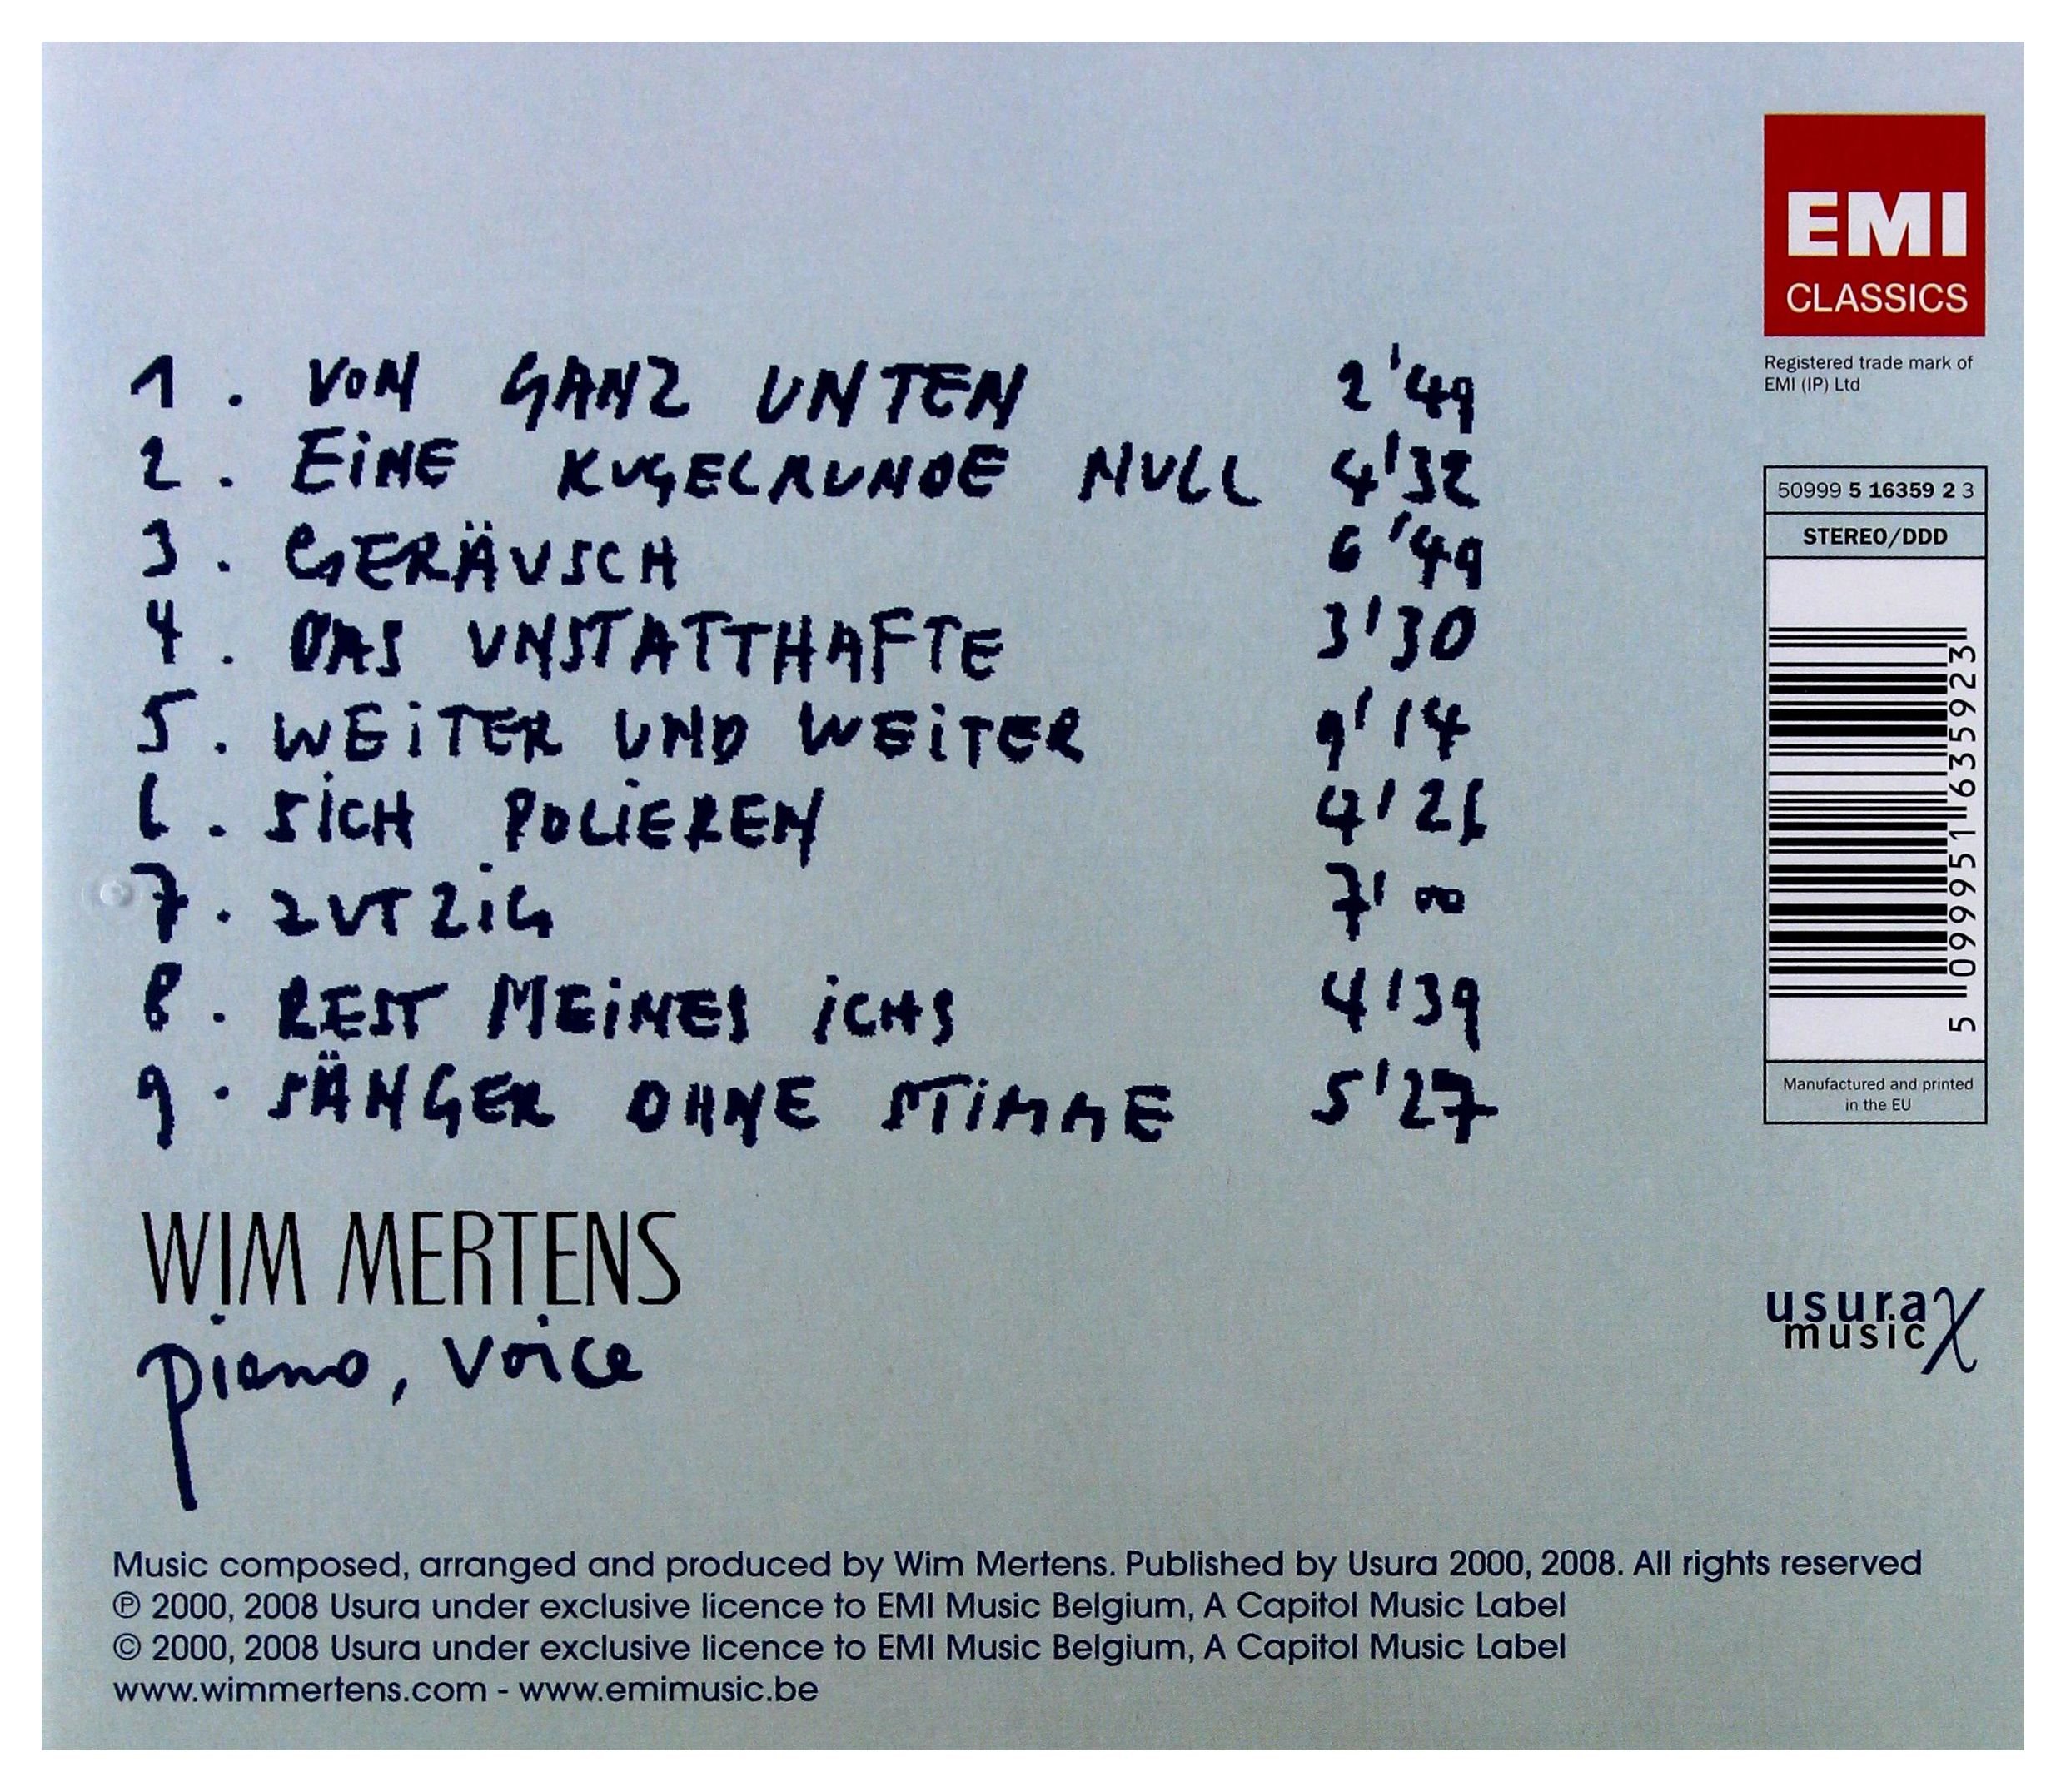 EMI
CLASSICS
Registered trade mark of
EMI (IP) Ltd
1. VON GANZ UNTEN 2'49
2. EiNE KUGELRUNDE NULL 4'32
3. GERÄUSCH 6'49
4. DAS UNSTATTHAFTE 3'30
5. WEiTER UND WEiTER 9'14
6. SiCH POLiEREN 4'26
7. ZUTZiG 7'00
8. REST MEiNES iCHS 4'39
9. SÄNGER OHNE STiMME 5'27
50999 5 16359 2 3
STEREO/DDD
5 099951 635923
Manufactured and printed
in the EU
WIM MERTENS
piano, voice
usura
music
Music composed, arranged and produced by Wim Mertens. Published by Usura 2000, 2008. All rights reserved
℗ 2000, 2008 Usura under exclusive licence to EMI Music Belgium, A Capitol Music Label
© 2000, 2008 Usura under exclusive licence to EMI Music Belgium, A Capitol Music Label
www.wimmertens.com - www.emimusic.be